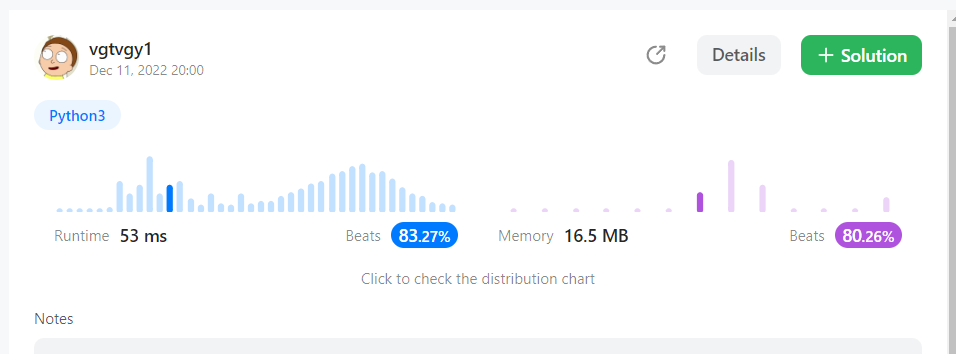 vgtvgy1
Dec 11, 2022 20:00
Details
+ Solution
Python3
Runtime 53 ms Beats 83.27% Memory 16.5 MB Beats 80.26%
Click to check the distribution chart
Notes